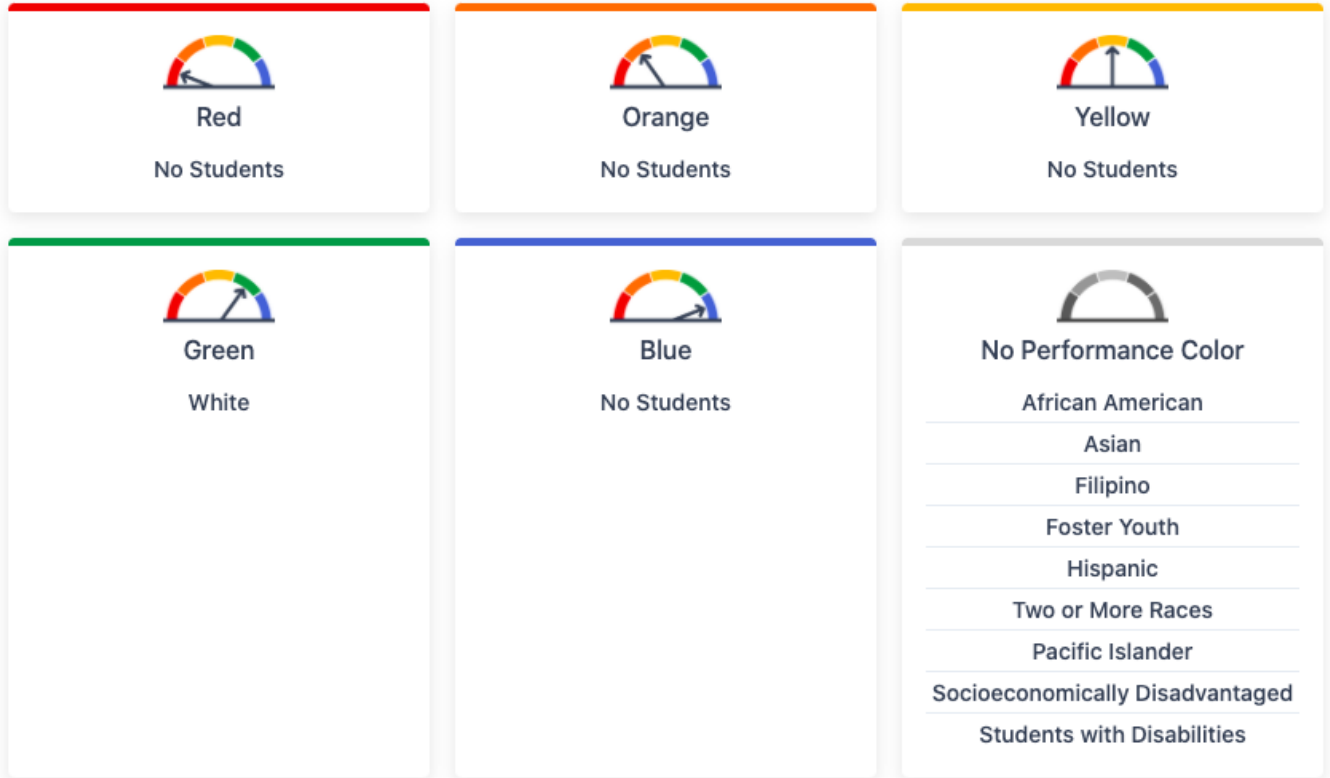 Red
No Students
Orange
No Students
Yellow
No Students
Green
White
Blue
No Students
No Performance Color
African American
Asian
Filipino
Foster Youth
Hispanic
Two or More Races
Pacific Islander
Socioeconomically Disadvantaged
Students with Disabilities